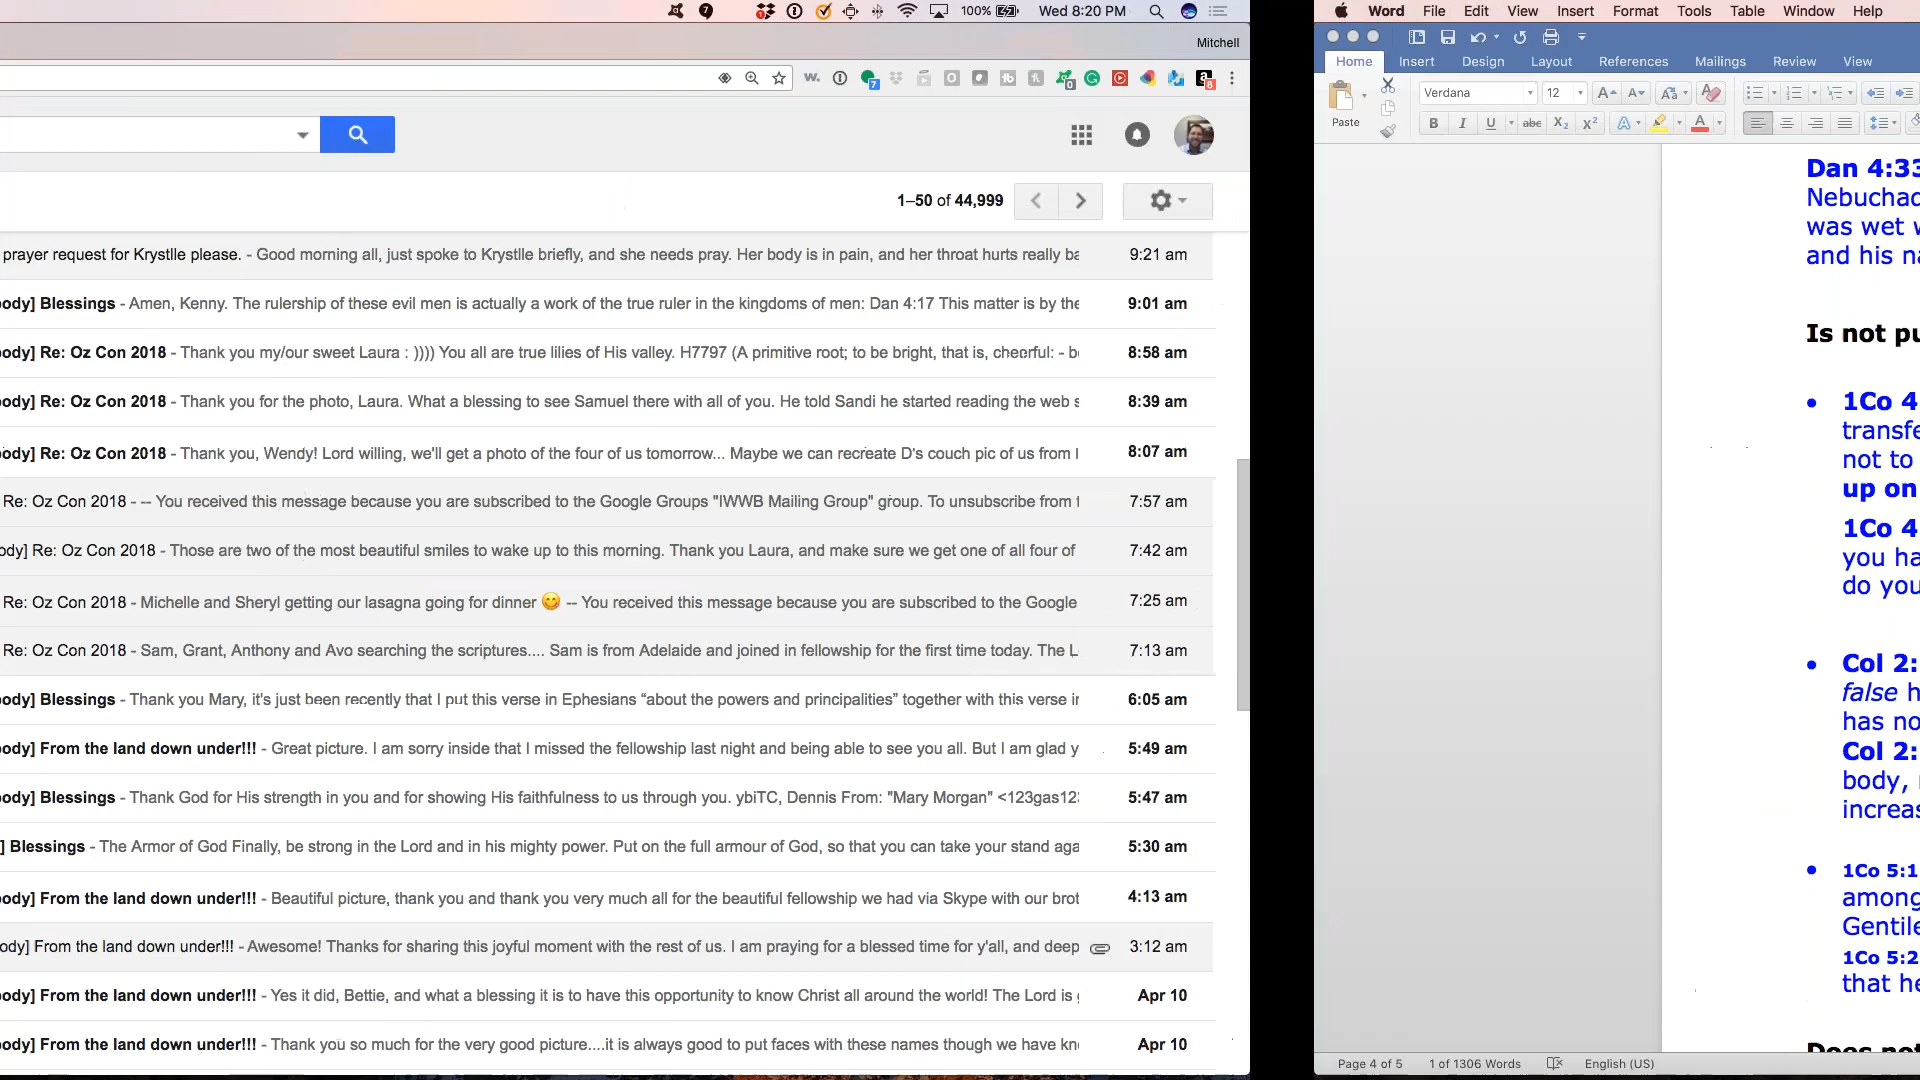 100%
Wed 8:20 PM
Mitchell
w.
7
0
8
1–50 of 44,999
prayer request for Krystlle please. - Good morning all, just spoke to Krystlle briefly, and she needs pray. Her body is in pain, and her throat hurts really ba
9:21 am
ody] Blessings - Amen, Kenny. The rulership of these evil men is actually a work of the true ruler in the kingdoms of men: Dan 4:17 This matter is by the
9:01 am
ody] Re: Oz Con 2018 - Thank you my/our sweet Laura : )))) You all are true lilies of His valley. H7797 (A primitive root; to be bright, that is, cheerful: - b
8:58 am
ody] Re: Oz Con 2018 - Thank you for the photo, Laura. What a blessing to see Samuel there with all of you. He told Sandi he started reading the web s
8:39 am
ody] Re: Oz Con 2018 - Thank you, Wendy! Lord willing, we'll get a photo of the four of us tomorrow... Maybe we can recreate D's couch pic of us from
8:07 am
Re: Oz Con 2018 - -- You received this message because you are subscribed to the Google Groups "IWWB Mailing Group" group. To unsubscribe from
7:57 am
ody] Re: Oz Con 2018 - Those are two of the most beautiful smiles to wake up to this morning. Thank you Laura, and make sure we get one of all four of
7:42 am
Re: Oz Con 2018 - Michelle and Sheryl getting our lasagna going for dinner 😋 -- You received this message because you are subscribed to the Google
7:25 am
Re: Oz Con 2018 - Sam, Grant, Anthony and Avo searching the scriptures.... Sam is from Adelaide and joined in fellowship for the first time today. The L
7:13 am
ody] Blessings - Thank you Mary, it's just been recently that I put this verse in Ephesians “about the powers and principalities” together with this verse ir
6:05 am
ody] From the land down under!!! - Great picture. I am sorry inside that I missed the fellowship last night and being able to see you all. But I am glad y
5:49 am
ody] Blessings - Thank God for His strength in you and for showing His faithfulness to us through you. ybiTC, Dennis From: "Mary Morgan" <123gas12
5:47 am
] Blessings - The Armor of God Finally, be strong in the Lord and in his mighty power. Put on the full armour of God, so that you can take your stand aga
5:30 am
ody] From the land down under!!! - Beautiful picture, thank you and thank you very much all for the beautiful fellowship we had via Skype with our brot
4:13 am
ody] From the land down under!!! - Awesome! Thanks for sharing this joyful moment with the rest of us. I am praying for a blessed time for y'all, and deep
3:12 am
ody] From the land down under!!! - Yes it did, Bettie, and what a blessing it is to have this opportunity to know Christ all around the world! The Lord is
Apr 10
ody] From the land down under!!! - Thank you so much for the very good picture....it is always good to put faces with these names though we have kn
Apr 10
Word File Edit View Insert Format Tools Table Window Help
Home Insert Design Layout References Mailings Review View
Paste
Verdana
12
B I U abc X₂ X²
Dan 4:33
Nebuchad
was wet w
and his na
Is not pu
• 1Co 4
transfe
not to
up on
1Co 4
you ha
do you
• Col 2:
false h
has no
Col 2:
body,
increas
• 1Co 5:1
among
Gentile
1Co 5:2
that he
Does not
Page 4 of 5
1 of 1306 Words
English (US)